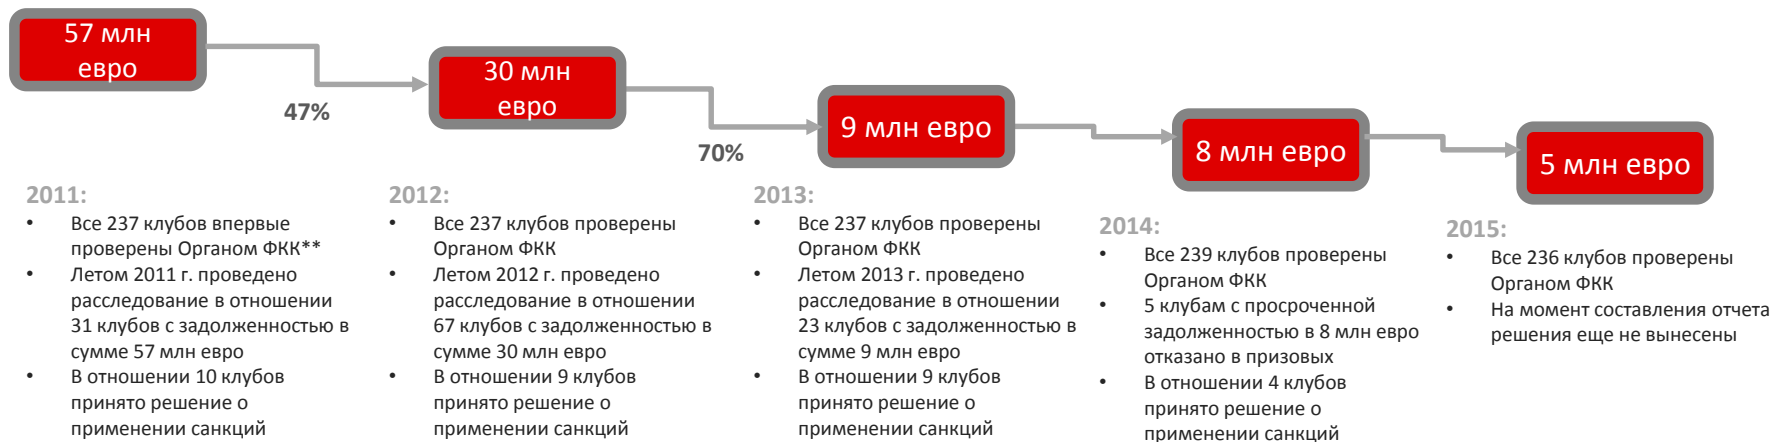 57 млн
евро
47%
30 млн
евро
70%
9 млн евро
8 млн евро
5 млн евро
2011:
• Все 237 клубов впервые
проверены Органом ФКК**
• Летом 2011 г. проведено
расследование в отношении
31 клубов с задолженностью в
сумме 57 млн евро
• В отношении 10 клубов
принято решение о
применении санкций
2012:
• Все 237 клубов проверены
Органом ФКК
• Летом 2012 г. проведено
расследование в отношении
67 клубов с задолженностью в
сумме 30 млн евро
• В отношении 9 клубов
принято решение о
применении санкций
2013:
• Все 237 клубов проверены
Органом ФКК
• Летом 2013 г. проведено
расследование в отношении
23 клубов с задолженностью в
сумме 9 млн евро
• В отношении 9 клубов
принято решение о
применении санкций
2014:
• Все 239 клубов проверены
Органом ФКК
• 5 клубам с просроченной
задолженностью в 8 млн евро
отказано в призовых
• В отношении 4 клубов
принято решение о
применении санкций
2015:
• Все 236 клубов проверены
Органом ФКК
• На момент составления отчета
решения еще не вынесены